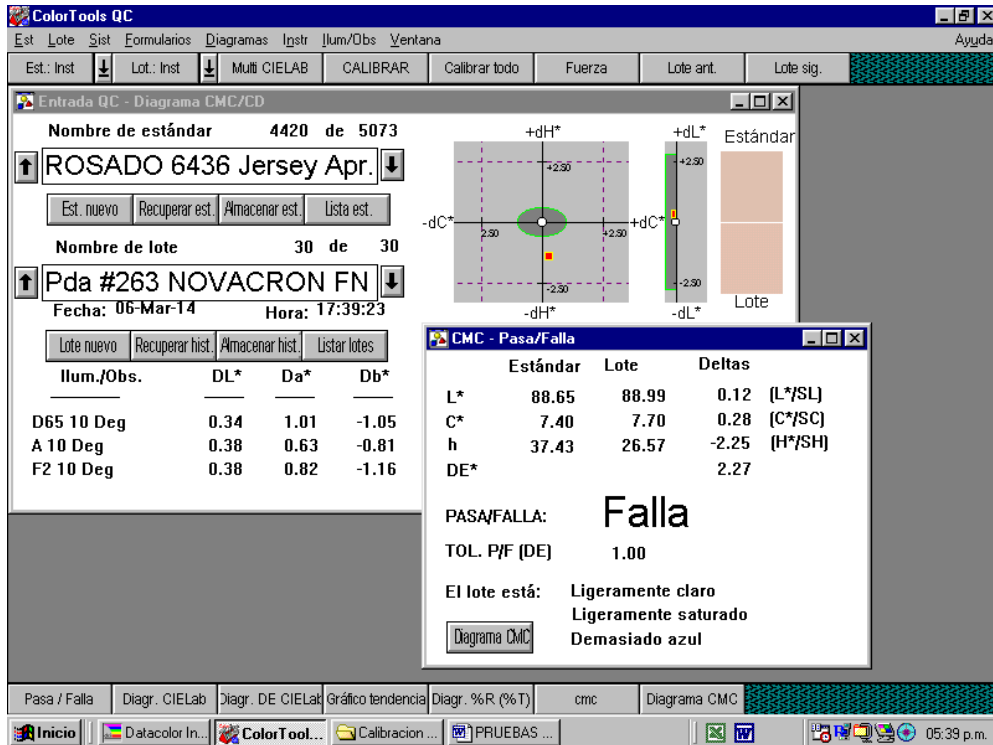 ColorTools QC
Est Lote Sist Formularios Diagramas Instr Ilum/Obs Ventana Ayuda
Est.: Inst Lot.: Inst Multi CIELAB CALIBRAR Calibrar todo Fuerza Lote ant. Lote sig.
Entrada QC - Diagrama CMC/CD
Nombre de estándar 4420 de 5073
ROSADO 6436 Jersey Apr.
Est. nuevo Recuperar est. Almacenar est. Lista est.
Nombre de lote 30 de 30
Pda #263 NOVACRON FN
Fecha: 06-Mar-14 Hora: 17:39:23
Lote nuevo Recuperar hist. Almacenar hist. Listar lotes
Ilum./Obs. DL* Da* Db*
D65 10 Deg 0.34 1.01 -1.05
A 10 Deg 0.38 0.63 -0.81
F2 10 Deg 0.38 0.82 -1.16
+dH* +dL* Estándar
+2.50 +2.50
-dC* +dC*
2.50 +2.50
-2.50 -2.50
-dH* -dL* Lote
CMC - Pasa/Falla
Estándar Lote Deltas
L* 88.65 88.99 0.12 (L*/SL)
C* 7.40 7.70 0.28 (C*/SC)
h 37.43 26.57 -2.25 (H*/SH)
DE* 2.27
PASA/FALLA: Falla
TOL. P/F (DE) 1.00
El lote está: Ligeramente claro
Ligeramente saturado
Diagrama CMC Demasiado azul
Pasa / Falla Diagr. CIELab Diagr. DE CIELab Gráfico tendencia Diagr. %R (%T) cmc Diagrama CMC
Inicio Datacolor In... ColorTool... Calibracion ... PRUEBAS ... 05:39 p.m.